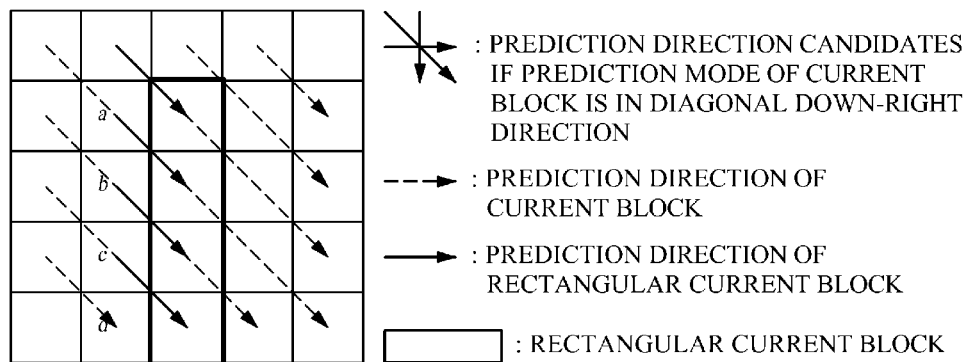 a
b
c
d
: PREDICTION DIRECTION CANDIDATES
IF PREDICTION MODE OF CURRENT
BLOCK IS IN DIAGONAL DOWN-RIGHT
DIRECTION
: PREDICTION DIRECTION OF
CURRENT BLOCK
: PREDICTION DIRECTION OF
RECTANGULAR CURRENT BLOCK
: RECTANGULAR CURRENT BLOCK